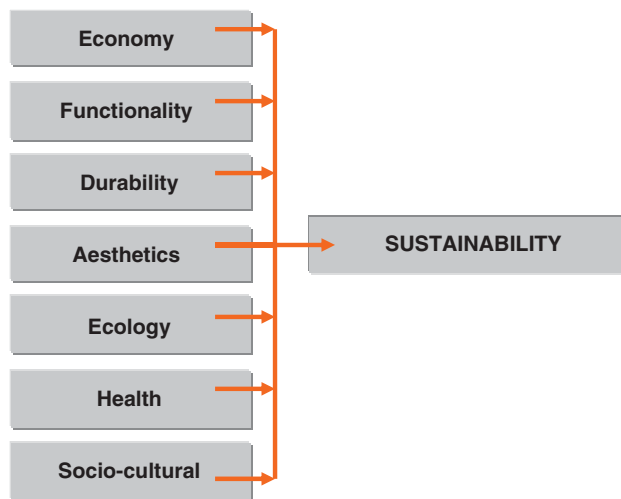 Economy
Functionality
Durability
Aesthetics
SUSTAINABILITY
Ecology
Health
Socio-cultural